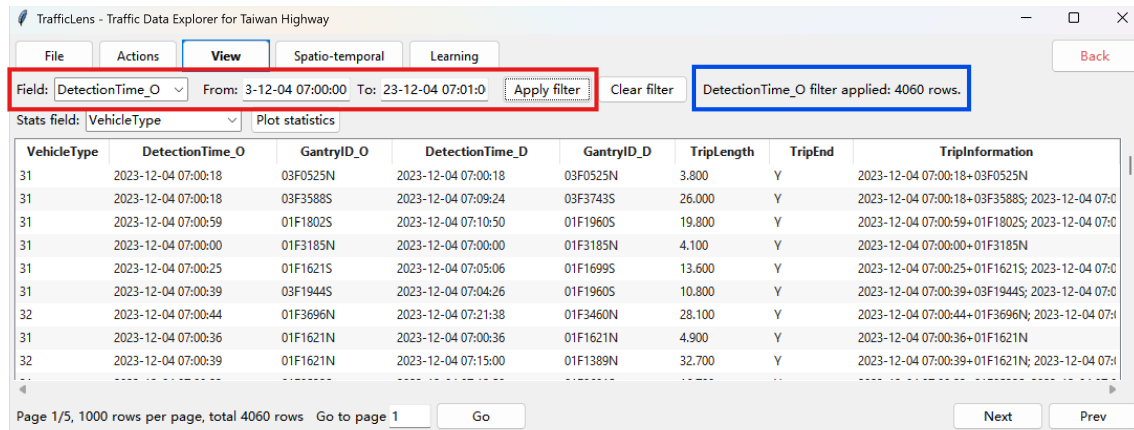 TrafficLens - Traffic Data Explorer for Taiwan Highway
File Actions View Spatio-temporal Learning Back
Field: DetectionTime_O From: 3-12-04 07:00:00 To: 23-12-04 07:01:0 Apply filter Clear filter DetectionTime_O filter applied: 4060 rows.
Stats field: VehicleType Plot statistics
VehicleType DetectionTime_O GantryID_O DetectionTime_D GantryID_D TripLength TripEnd TripInformation
31 2023-12-04 07:00:18 03F0525N 2023-12-04 07:00:18 03F0525N 3.800 Y 2023-12-04 07:00:18+03F0525N
31 2023-12-04 07:00:18 03F3588S 2023-12-04 07:09:24 03F3743S 26.000 Y 2023-12-04 07:00:18+03F3588S; 2023-12-04 07:0
31 2023-12-04 07:00:59 01F1802S 2023-12-04 07:10:50 01F1960S 19.800 Y 2023-12-04 07:00:59+01F1802S; 2023-12-04 07:1
31 2023-12-04 07:00:00 01F3185N 2023-12-04 07:00:00 01F3185N 4.100 Y 2023-12-04 07:00:00+01F3185N
31 2023-12-04 07:00:25 01F1621S 2023-12-04 07:05:06 01F1699S 13.600 Y 2023-12-04 07:00:25+01F1621S; 2023-12-04 07:0
31 2023-12-04 07:00:39 03F1944S 2023-12-04 07:04:26 01F1960S 10.800 Y 2023-12-04 07:00:39+03F1944S; 2023-12-04 07:0
32 2023-12-04 07:00:44 01F3696N 2023-12-04 07:21:38 01F3460N 28.100 Y 2023-12-04 07:00:44+01F3696N; 2023-12-04 07:
31 2023-12-04 07:00:36 01F1621N 2023-12-04 07:00:36 01F1621N 4.900 Y 2023-12-04 07:00:36+01F1621N
32 2023-12-04 07:00:39 01F1621N 2023-12-04 07:15:00 01F1389N 32.700 Y 2023-12-04 07:00:39+01F1621N; 2023-12-04 07:
Page 1/5, 1000 rows per page, total 4060 rows Go to page 1 Go Next Prev